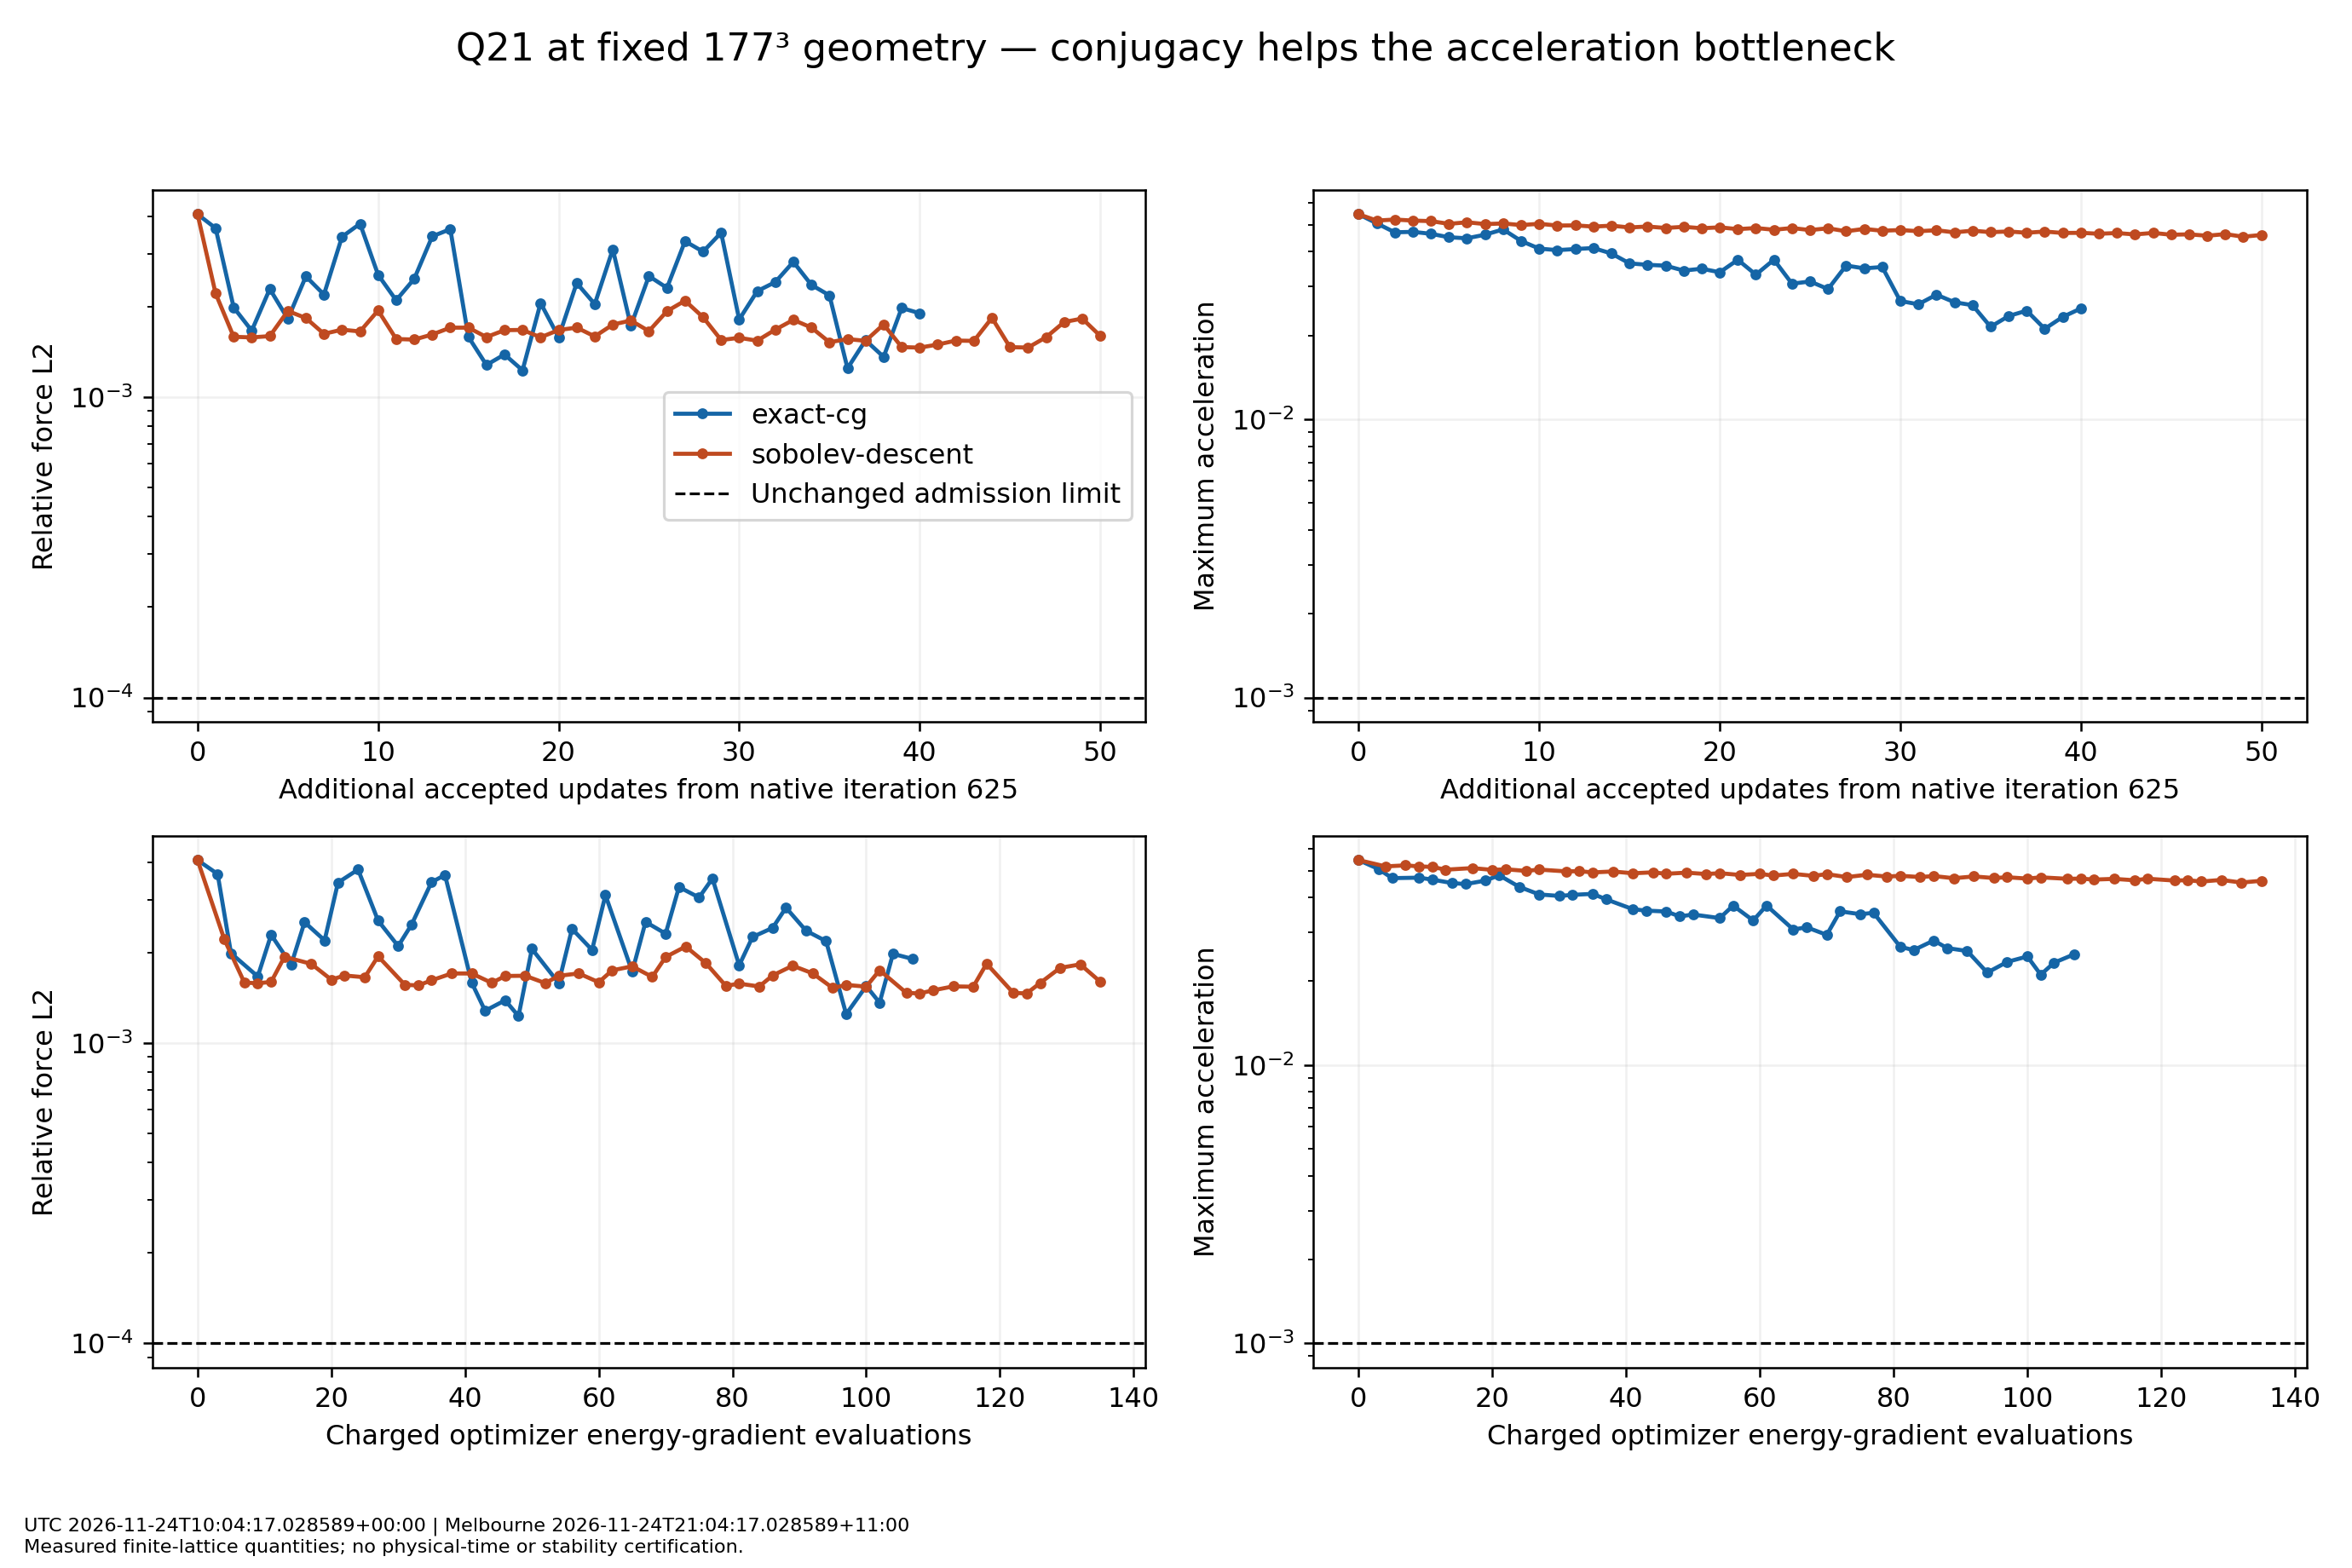 Q21 at fixed 177³ geometry — conjugacy helps the acceleration bottleneck
Relative force L2
10⁻³
10⁻⁴
exact-cg
sobolev-descent
Unchanged admission limit
0 10 20 30 40 50
Additional accepted updates from native iteration 625
Maximum acceleration
10⁻²
10⁻³
0 10 20 30 40 50
Additional accepted updates from native iteration 625
Relative force L2
10⁻³
10⁻⁴
0 20 40 60 80 100 120 140
Charged optimizer energy-gradient evaluations
Maximum acceleration
10⁻²
10⁻³
0 20 40 60 80 100 120 140
Charged optimizer energy-gradient evaluations
UTC 2026-11-24T10:04:17.028589+00:00 | Melbourne 2026-11-24T21:04:17.028589+11:00
Measured finite-lattice quantities; no physical-time or stability certification.